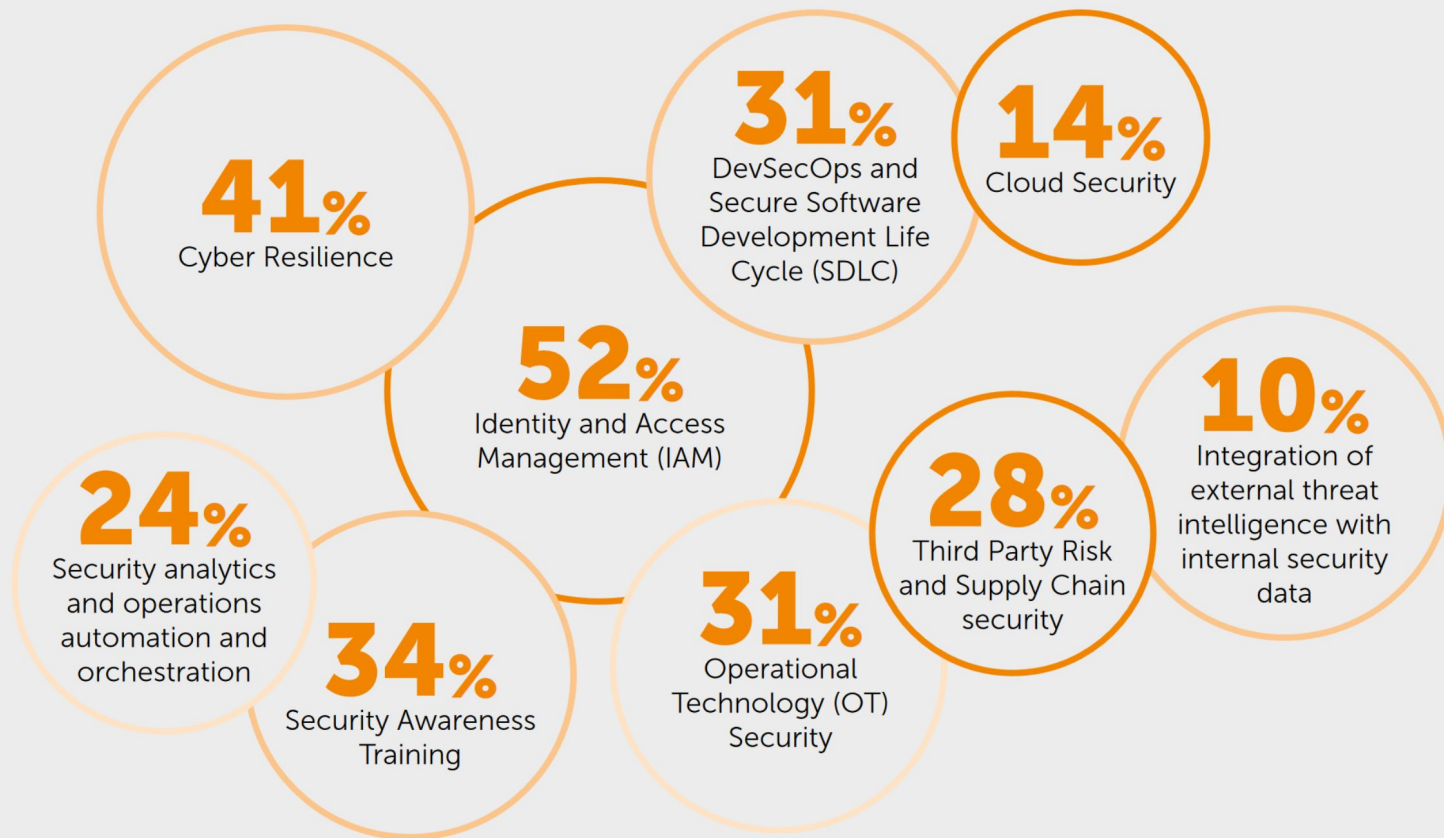 41%
Cyber Resilience
31%
DevSecOps and
Secure Software
Development Life
Cycle (SDLC)
14%
Cloud Security
52%
Identity and Access
Management (IAM)
10%
Integration of
external threat
intelligence with
internal security
data
24%
Security analytics
and operations
automation and
orchestration
34%
Security Awareness
Training
31%
Operational
Technology (OT)
Security
28%
Third Party Risk
and Supply Chain
security